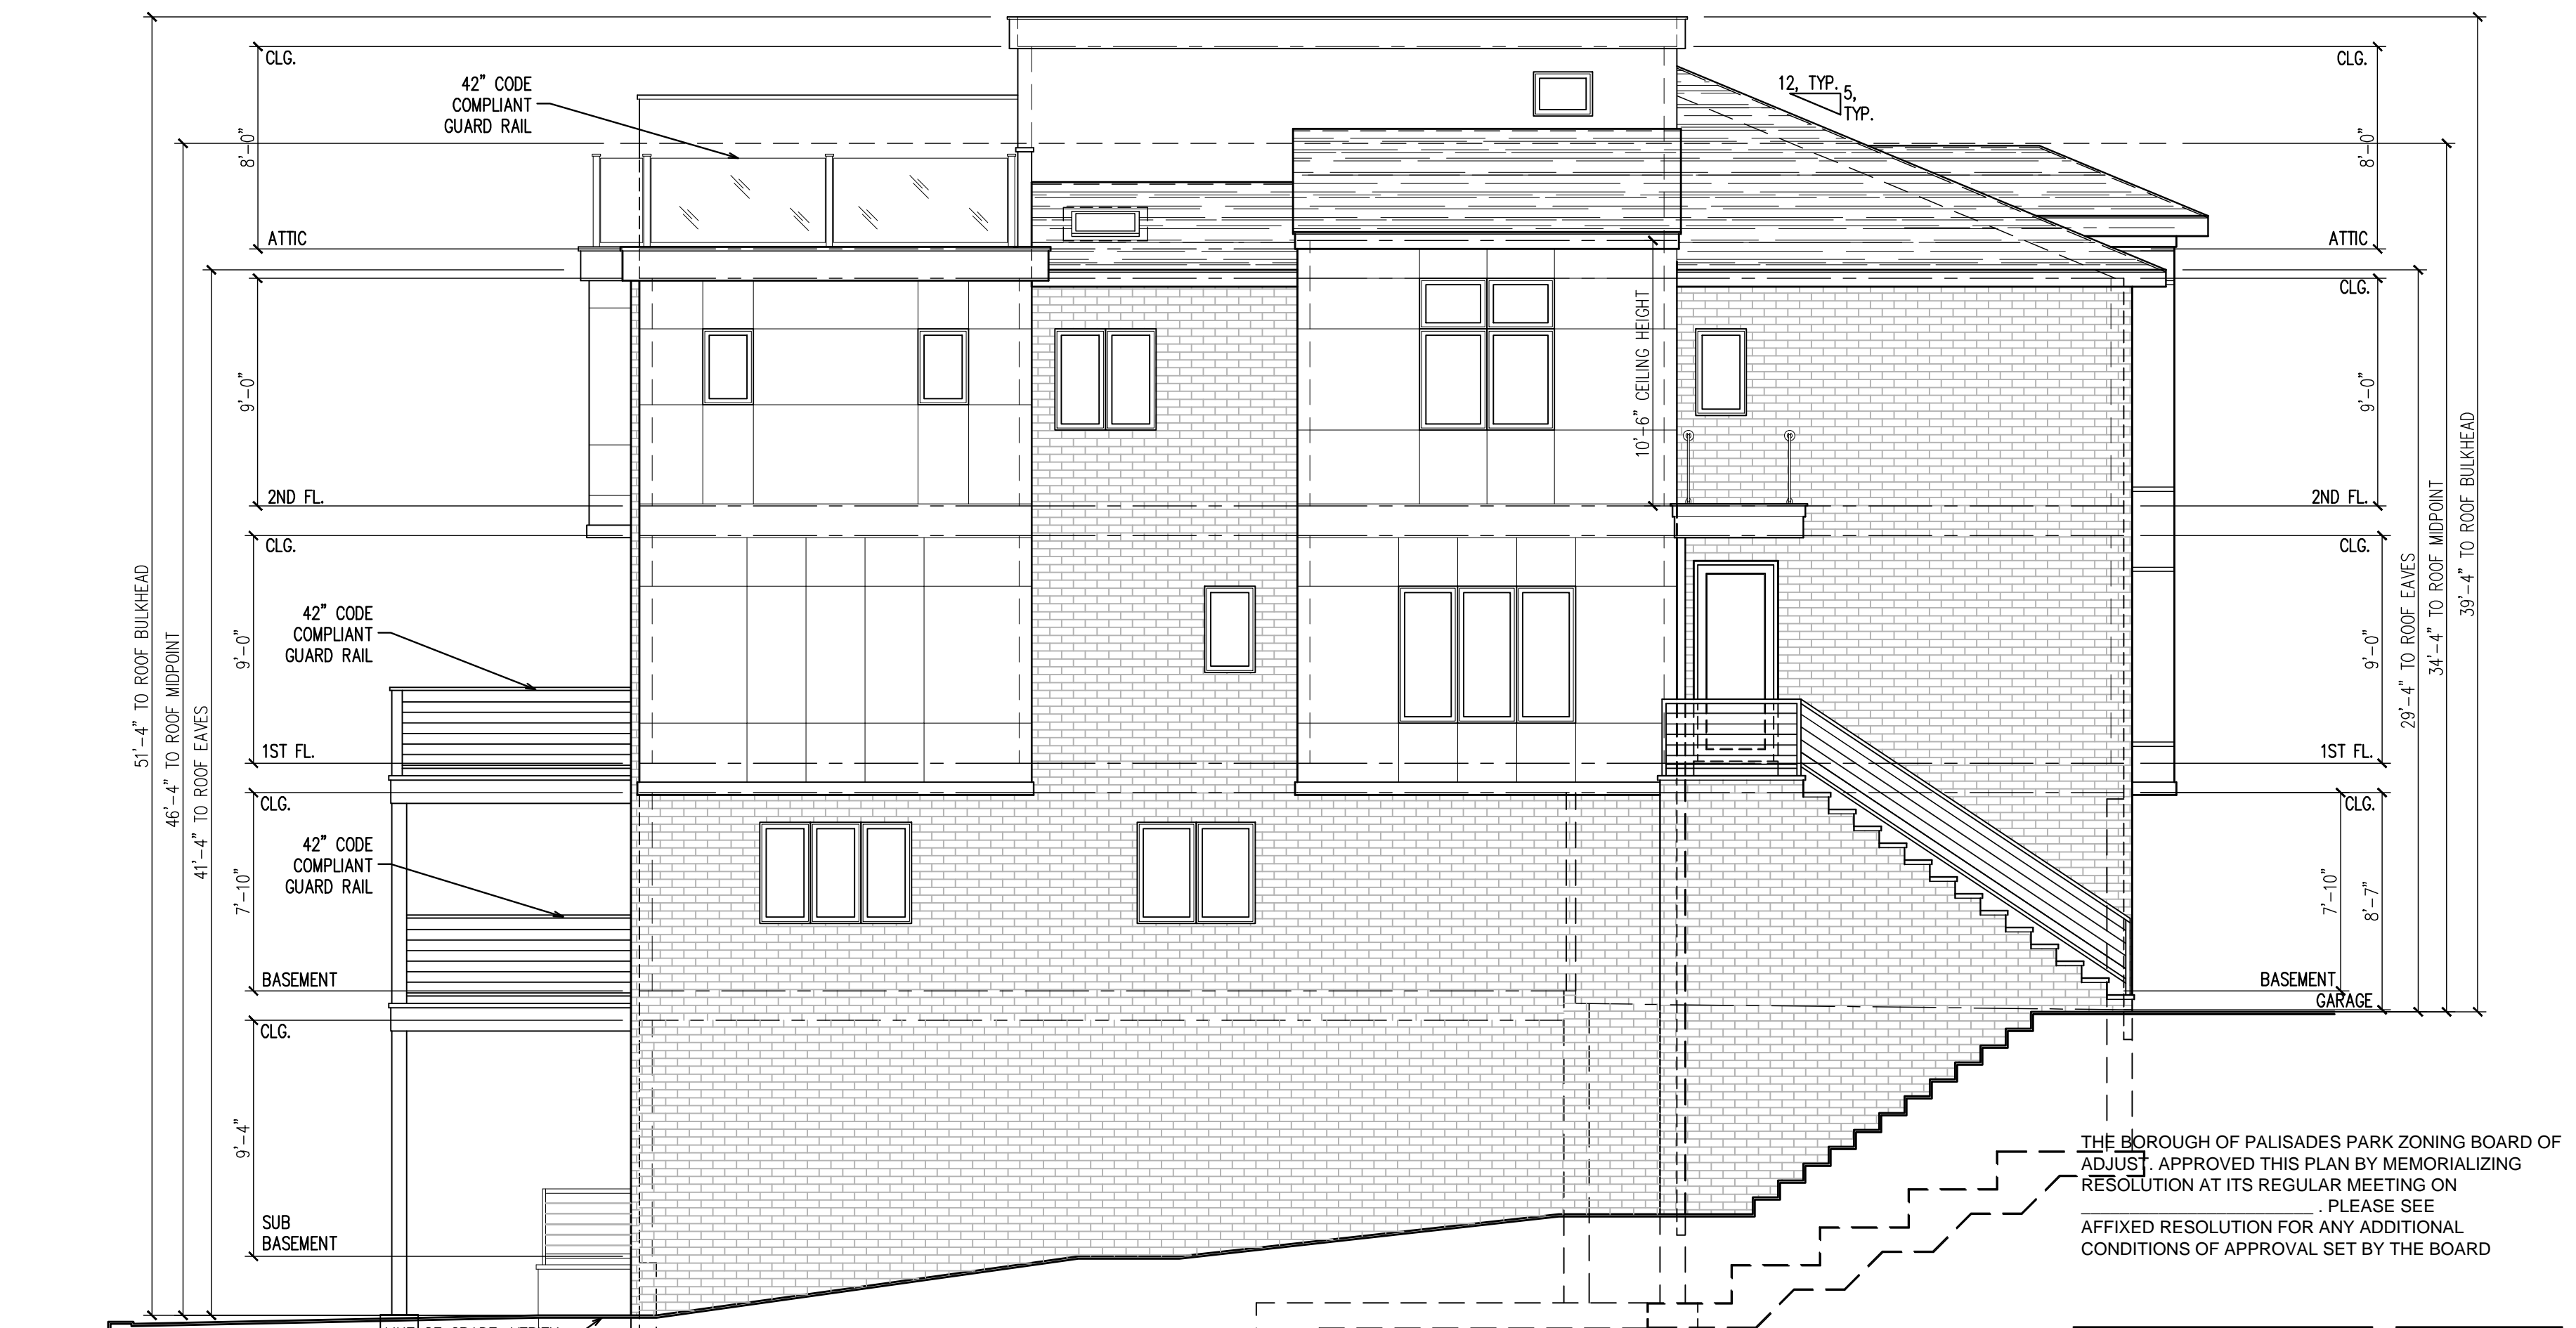 CLG.
42" CODE
COMPLIANT
GUARD RAIL
8'-0"
ATTIC
12, TYP.
5,
TYP.
CLG.
8'-0"
ATTIC
9'-0"
2ND FL.
10'-6" CEILING HEIGHT
CLG.
9'-0"
2ND FL.
CLG.
42" CODE
COMPLIANT
GUARD RAIL
9'-0"
1ST FL.
CLG.
9'-0"
1ST FL.
51'-4" TO ROOF BULKHEAD
46'-4" TO ROOF MIDPOINT
41'-4" TO ROOF EAVES
29'-4" TO ROOF EAVES
34'-4" TO ROOF MIDPOINT
39'-4" TO ROOF BULKHEAD
CLG.
42" CODE
COMPLIANT
GUARD RAIL
7'-10"
BASEMENT
CLG.
7'-10"
8'-7"
BASEMENT
GARAGE
CLG.
9'-4"
SUB
BASEMENT
THE BOROUGH OF PALISADES PARK ZONING BOARD OF
ADJUST. APPROVED THIS PLAN BY MEMORIALIZING
RESOLUTION AT ITS REGULAR MEETING ON
________________________ . PLEASE SEE
AFFIXED RESOLUTION FOR ANY ADDITIONAL
CONDITIONS OF APPROVAL SET BY THE BOARD